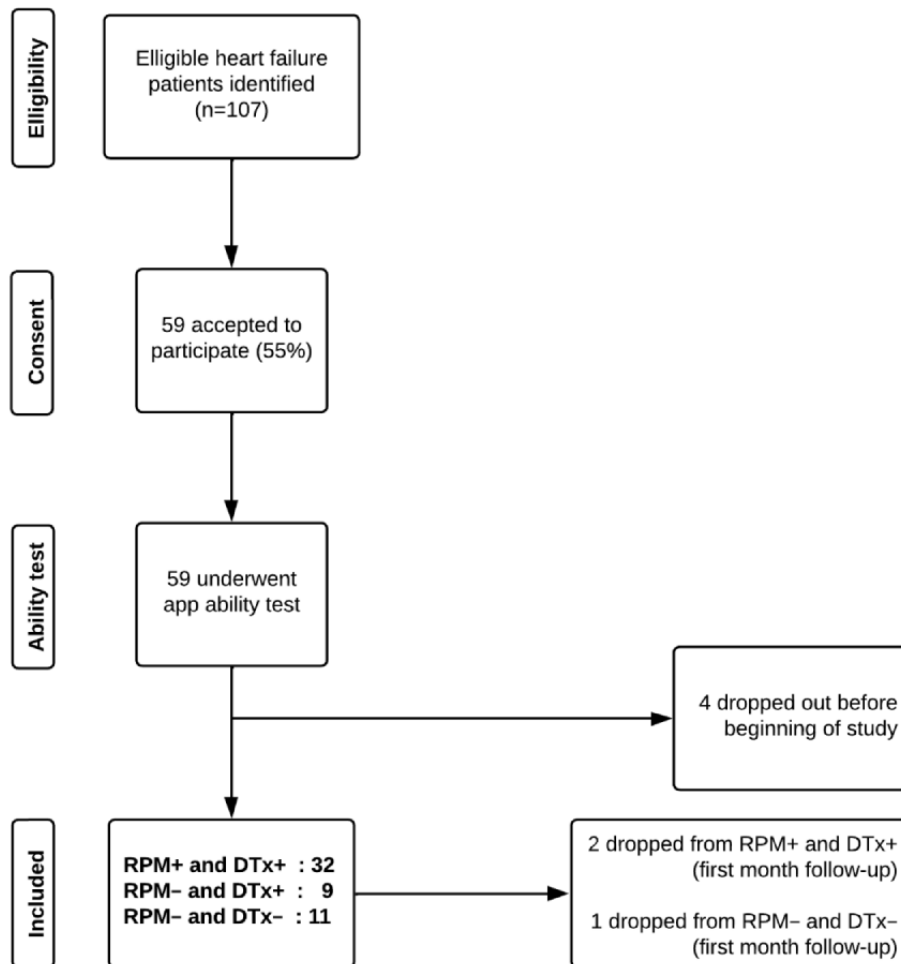 Elligibility
Elligible heart failure
patients identified
(n=107)
Consent
59 accepted to
participate (55%)
Ability test
59 underwent
app ability test
4 dropped out before
beginning of study
Included
RPM+ and DTx+ : 32
RPM− and DTx+ : 9
RPM− and DTx− : 11
2 dropped from RPM+ and DTx+
(first month follow-up)
1 dropped from RPM− and DTx−
(first month follow-up)